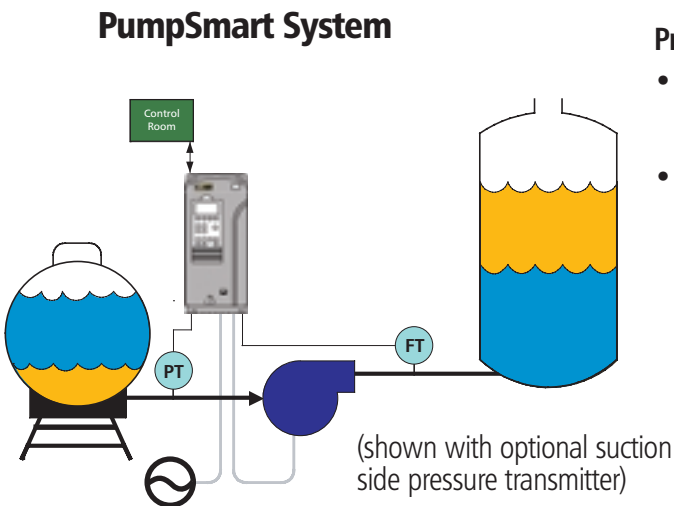 PumpSmart System
Pr
•
•
Control
Room
PT
FT
(shown with optional suction
side pressure transmitter)